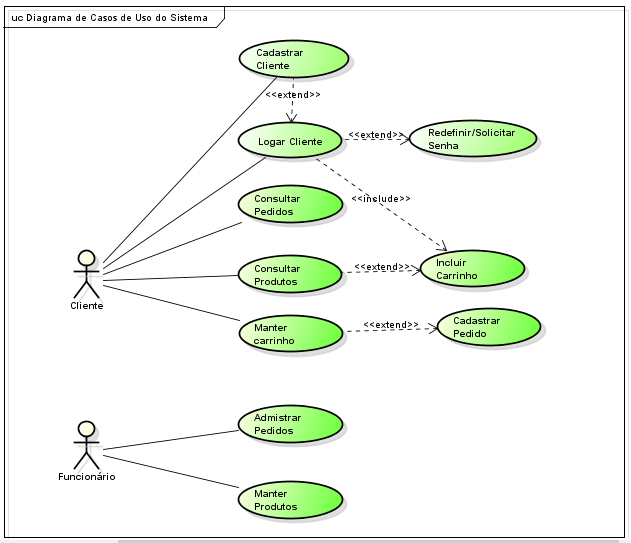 uc Diagrama de Casos de Uso do Sistema
Cadastrar
Cliente
<<extend>>
Logar Cliente
<<extend>>
Redefinir/Solicitar
Senha
Consultar
Pedidos
<<include>>
Consultar
Produtos
<<extend>>
Incluir
Carrinho
Cliente
Manter
carrinho
<<extend>>
Cadastrar
Pedido
Admistrar
Pedidos
Funcionário
Manter
Produtos